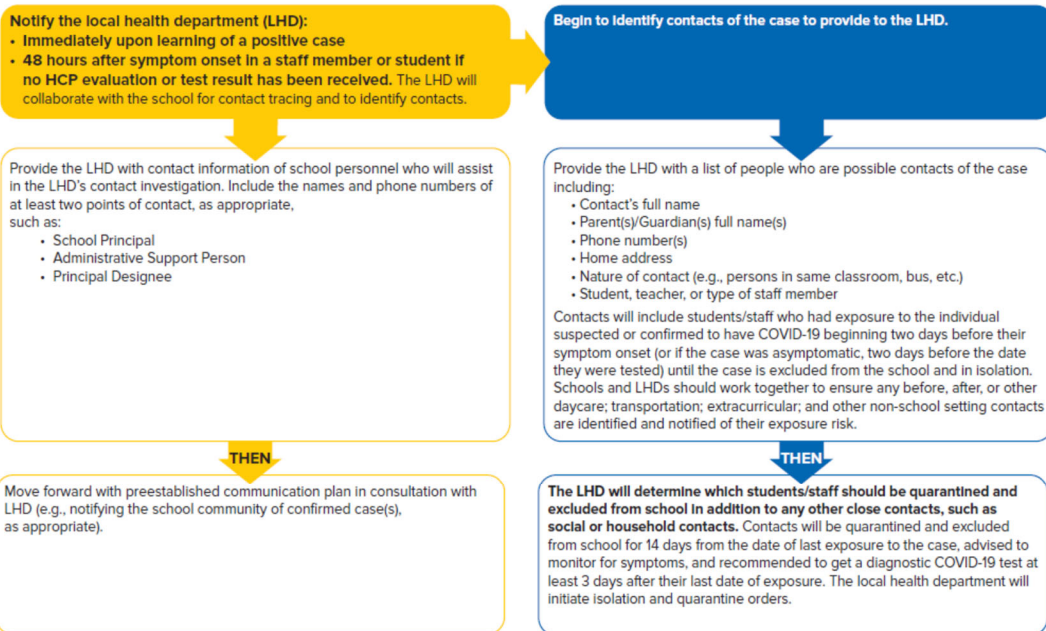 Notify the local health department (LHD):
• Immediately upon learning of a positive case
• 48 hours after symptom onset in a staff member or student if
no HCP evaluation or test result has been received. The LHD will
collaborate with the school for contact tracing and to identify contacts.
Begin to identify contacts of the case to provide to the LHD.
Provide the LHD with contact information of school personnel who will assist
in the LHD's contact investigation. Include the names and phone numbers of
at least two points of contact, as appropriate,
such as:
• School Principal
• Administrative Support Person
• Principal Designee
Provide the LHD with a list of people who are possible contacts of the case
including:
• Contact's full name
• Parent(s)/Guardian(s) full name(s)
• Phone number(s)
• Home address
• Nature of contact (e.g., persons in same classroom, bus, etc.)
• Student, teacher, or type of staff member
Contacts will include students/staff who had exposure to the individual
suspected or confirmed to have COVID-19 beginning two days before their
symptom onset (or if the case was asymptomatic, two days before the date
they were tested) until the case is excluded from the school and in isolation.
Schools and LHDs should work together to ensure any before, after, or other
daycare; transportation; extracurricular; and other non-school setting contacts
are identified and notified of their exposure risk.
THEN
THEN
Move forward with preestablished communication plan in consultation with
LHD (e.g., notifying the school community of confirmed case(s),
as appropriate).
The LHD will determine which students/staff should be quarantined and
excluded from school in addition to any other close contacts, such as
social or household contacts. Contacts will be quarantined and excluded
from school for 14 days from the date of last exposure to the case, advised to
monitor for symptoms, and recommended to get a diagnostic COVID-19 test at
least 3 days after their last date of exposure. The local health department will
initiate isolation and quarantine orders.